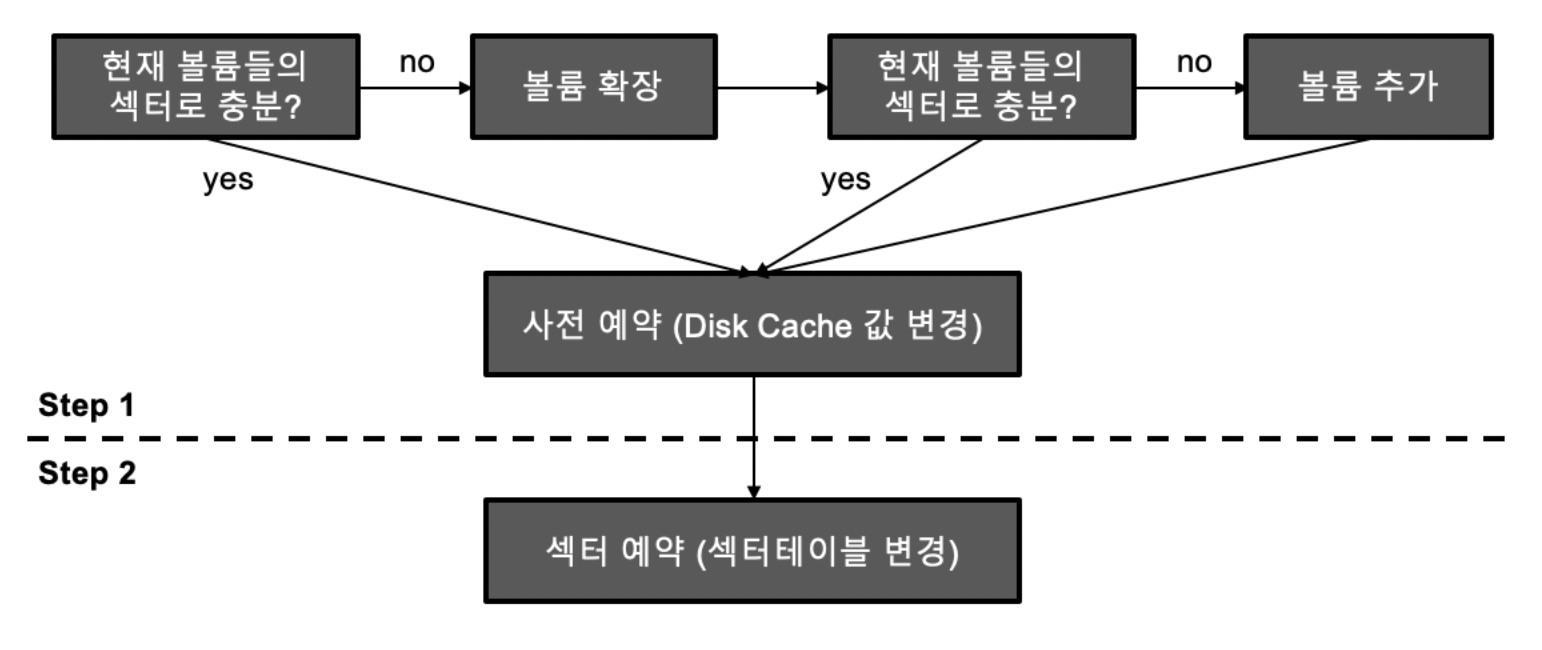 현재 볼륨들의
섹터로 충분?
no
볼륨 확장
현재 볼륨들의
섹터로 충분?
no
볼륨 추가
yes
yes
사전 예약 (Disk Cache 값 변경)
Step 1
Step 2
섹터 예약 (섹터테이블 변경)